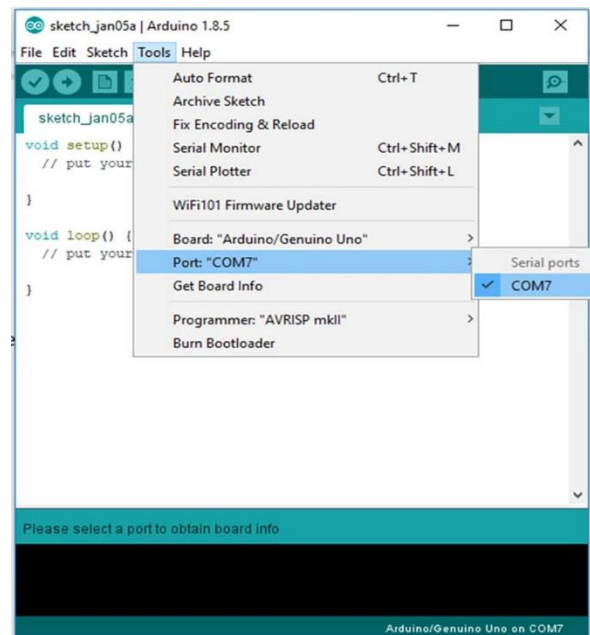 sketch_jan05a | Arduino 1.8.5
File Edit Sketch Tools Help
sketch_jan05a
void setup()
// put your
}
void loop() {
// put your
}
Auto Format Ctrl+T
Archive Sketch
Fix Encoding & Reload
Serial Monitor Ctrl+Shift+M
Serial Plotter Ctrl+Shift+L
WiFi101 Firmware Updater
Board: "Arduino/Genuino Uno" >
Port: "COM7" >
Get Board Info
Programmer: "AVRISP mkII" >
Burn Bootloader
Serial ports
✓ COM7
Please select a port to obtain board info
Arduino/Genuino Uno on COM7